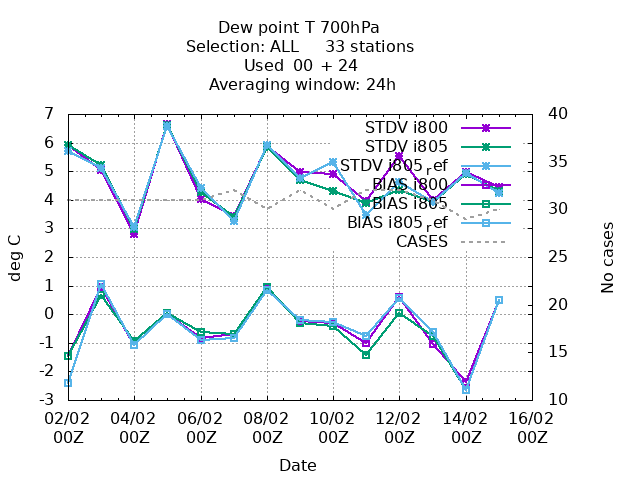 Dew point T 700hPa
Selection: ALL 33 stations
Used 00 + 24
Averaging window: 24h
7
6
5
4
3
2
1
0
-1
-2
-3
deg C
40
35
30
25
20
15
10
No cases
STDV i800
STDV i805
STDV i805ref
BIAS i800
BIAS i805
BIAS i805ref
CASES
02/02 04/02 06/02 08/02 10/02 12/02 14/02 16/02
00Z 00Z 00Z 00Z 00Z 00Z 00Z 00Z
Date